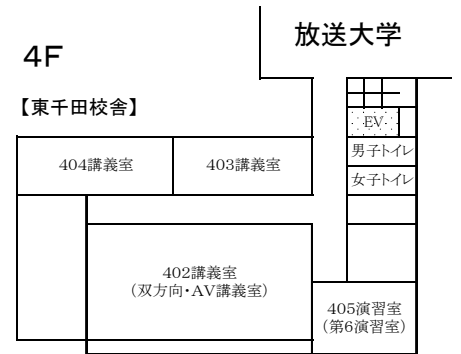 放送大学
4F
【東千田校舎】
EV
男子トイレ
404講義室
403講義室
女子トイレ
402講義室
(双方向・AV講義室)
405演習室
(第6演習室)